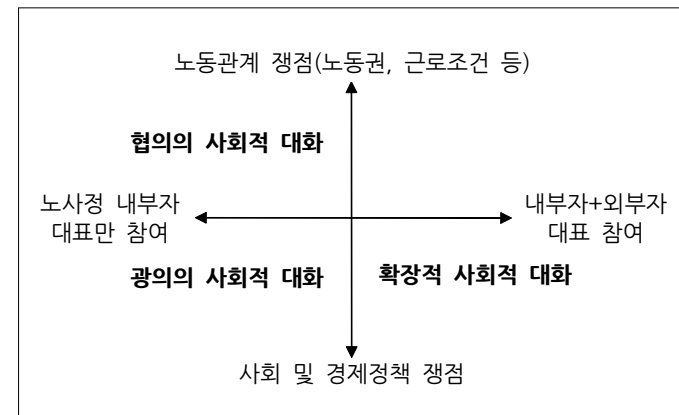 노동관계 쟁점(노동권, 근로조건 등)
협의의 사회적 대화
노사정 내부자
대표만 참여
내부자+외부자
대표 참여
광의의 사회적 대화
확장적 사회적 대화
사회 및 경제정책 쟁점